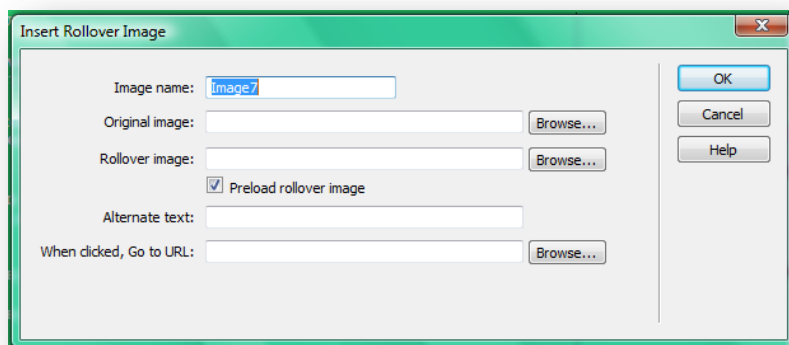 Insert Rollover Image
Image name: Image7
Original image: Browse...
Rollover image: Browse...
Preload rollover image
Alternate text:
When clicked, Go to URL: Browse...
OK
Cancel
Help